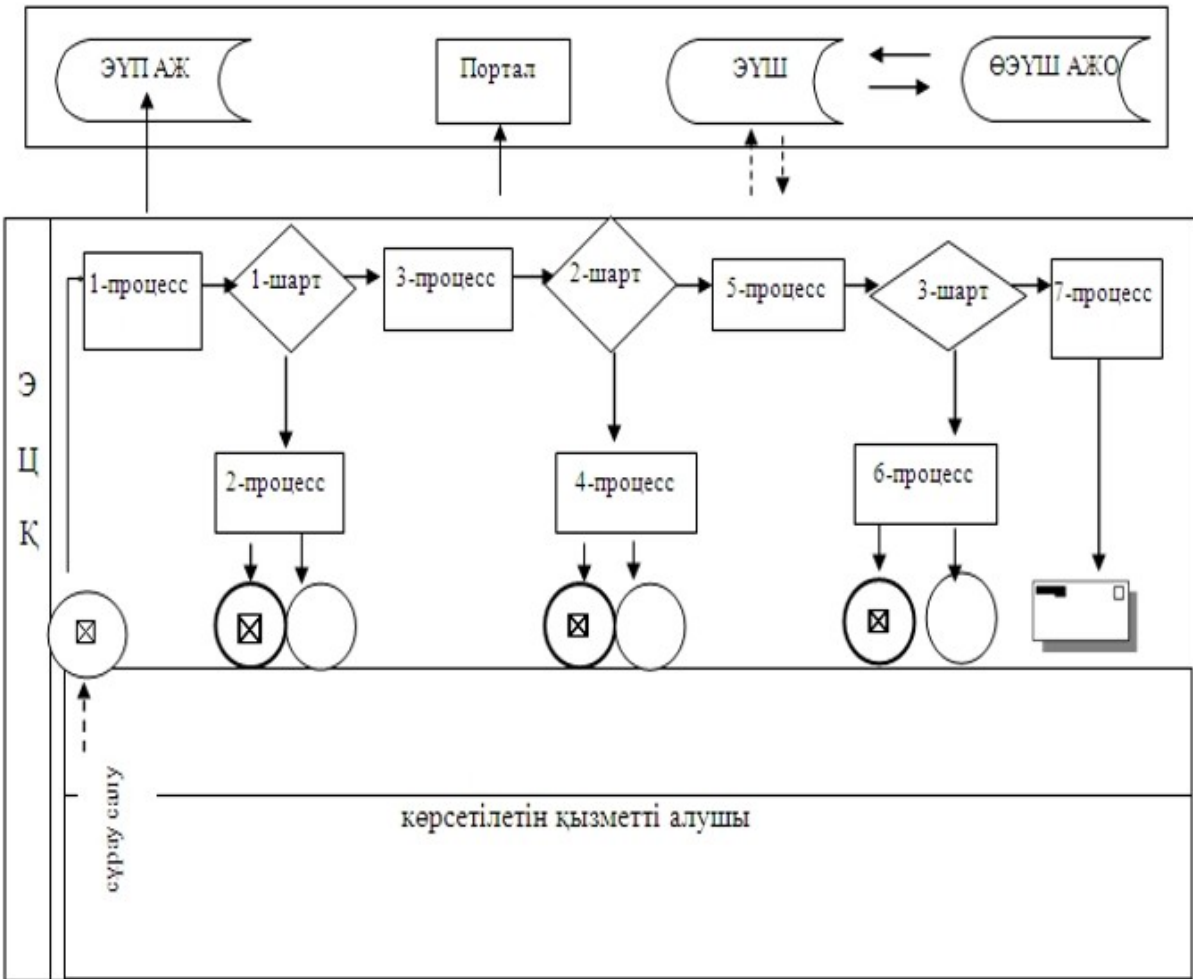 ЭҮП АЖ
Портал
ЭҮШ
ӨЭҮШ АЖО
1-процесс
1-шарт
3-процесс
2-шарт
5-процесс
3-шарт
7-процесс
Э
Ц
Қ
2-процесс
4-процесс
6-процесс
сұрау салу
көрсетілетін қызметті алушы